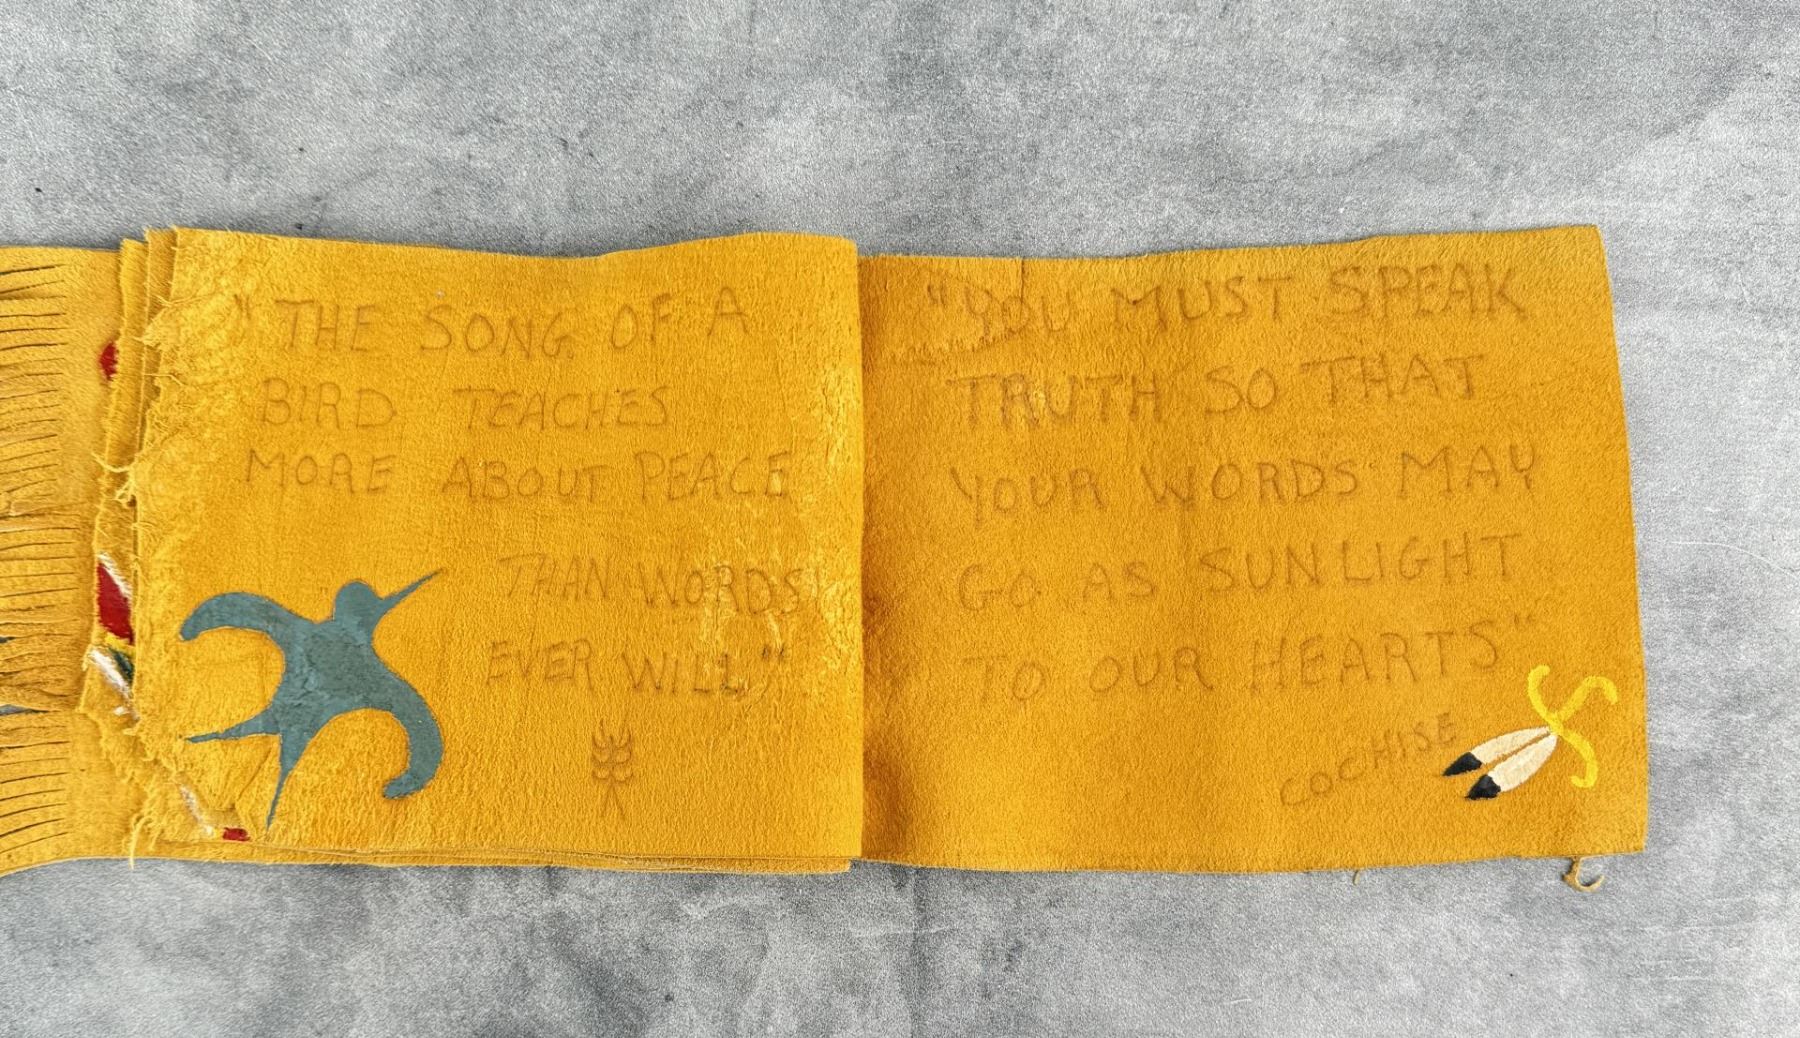 "THE SONG OF A
BIRD TEACHES
MORE ABOUT PEACE
THAN WORDS
EVER WILL"
"YOU MUST SPEAK
TRUTH SO THAT
YOUR WORDS MAY
GO AS SUNLIGHT
TO OUR HEARTS"
COCHISE